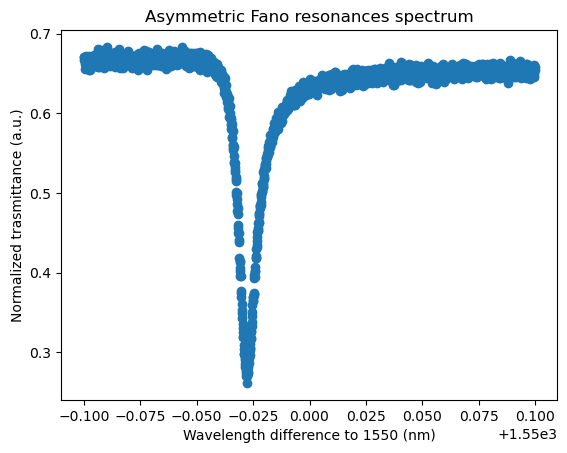 Asymmetric Fano resonances spectrum
Normalized trasmittance (a.u.)
0.7
0.6
0.5
0.4
0.3
−0.100 −0.075 −0.050 −0.025 0.000 0.025 0.050 0.075 0.100
Wavelength difference to 1550 (nm)
+1.55e3